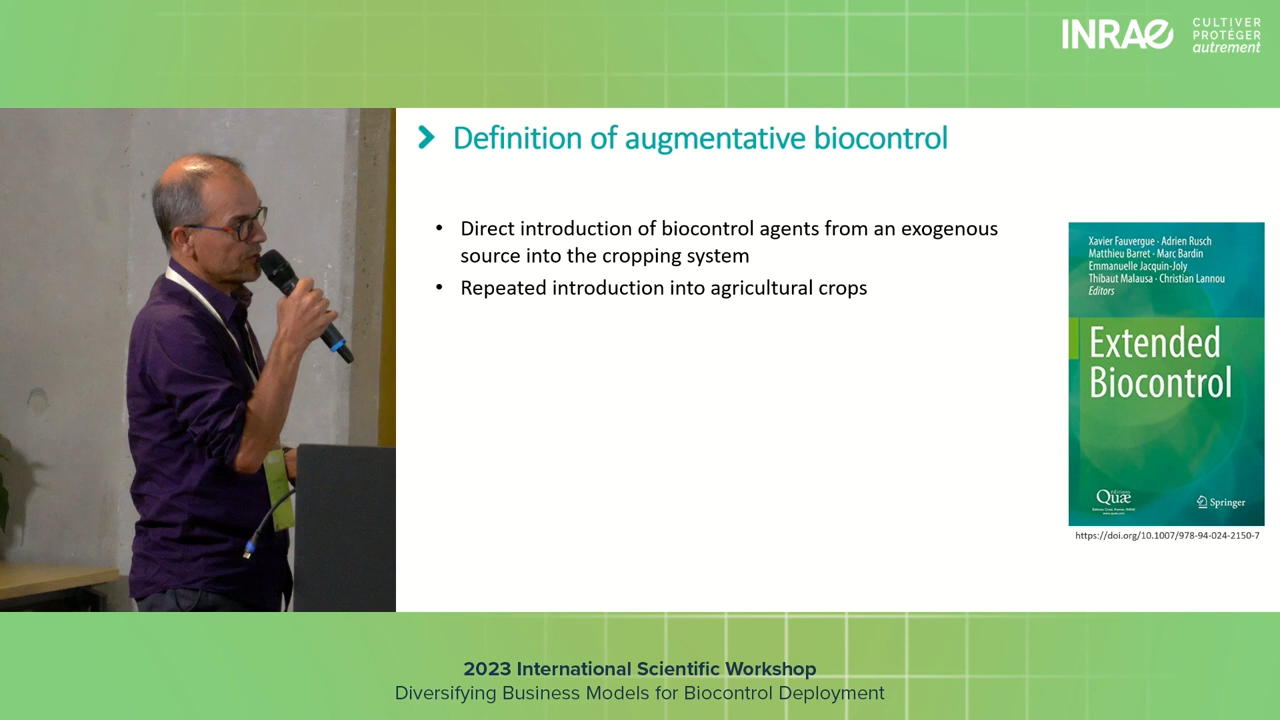 INRAE
CULTIVER
PROTÉGER
autrement
Definition of augmentative biocontrol
• Direct introduction of biocontrol agents from an exogenous
source into the cropping system
• Repeated introduction into agricultural crops
Xavier Fauvergue · Adrien Rusch
Matthieu Barret · Marc Bardin
Emmanuelle Jacquin-Joly
Thibaut Malausa · Christian Lannou
Editors
Extended
Biocontrol
éditions
Quæ
Springer
https://doi.org/10.1007/978-94-024-2150-7
2023 International Scientific Workshop
Diversifying Business Models for Biocontrol Deployment